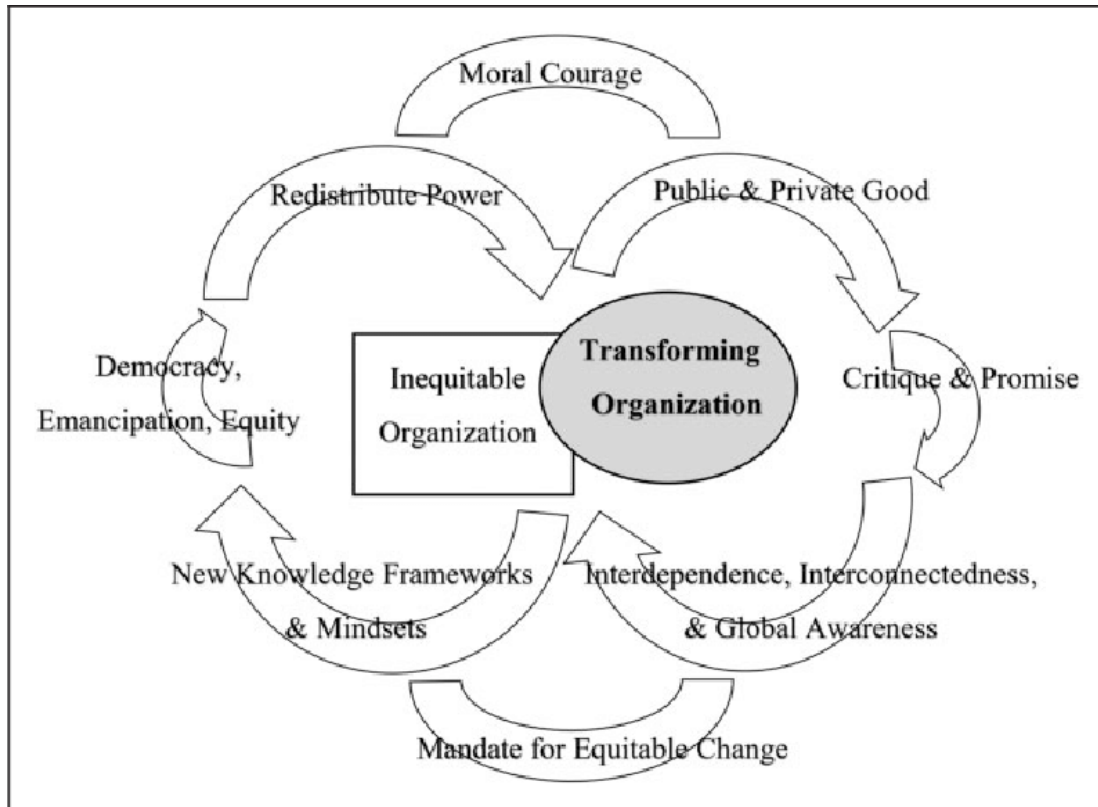 Moral Courage
Redistribute Power
Public & Private Good
Democracy,
Emancipation, Equity
Inequitable
Organization
Transforming
Organization
Critique & Promise
New Knowledge Frameworks
& Mindsets
Interdependence, Interconnectedness,
& Global Awareness
Mandate for Equitable Change